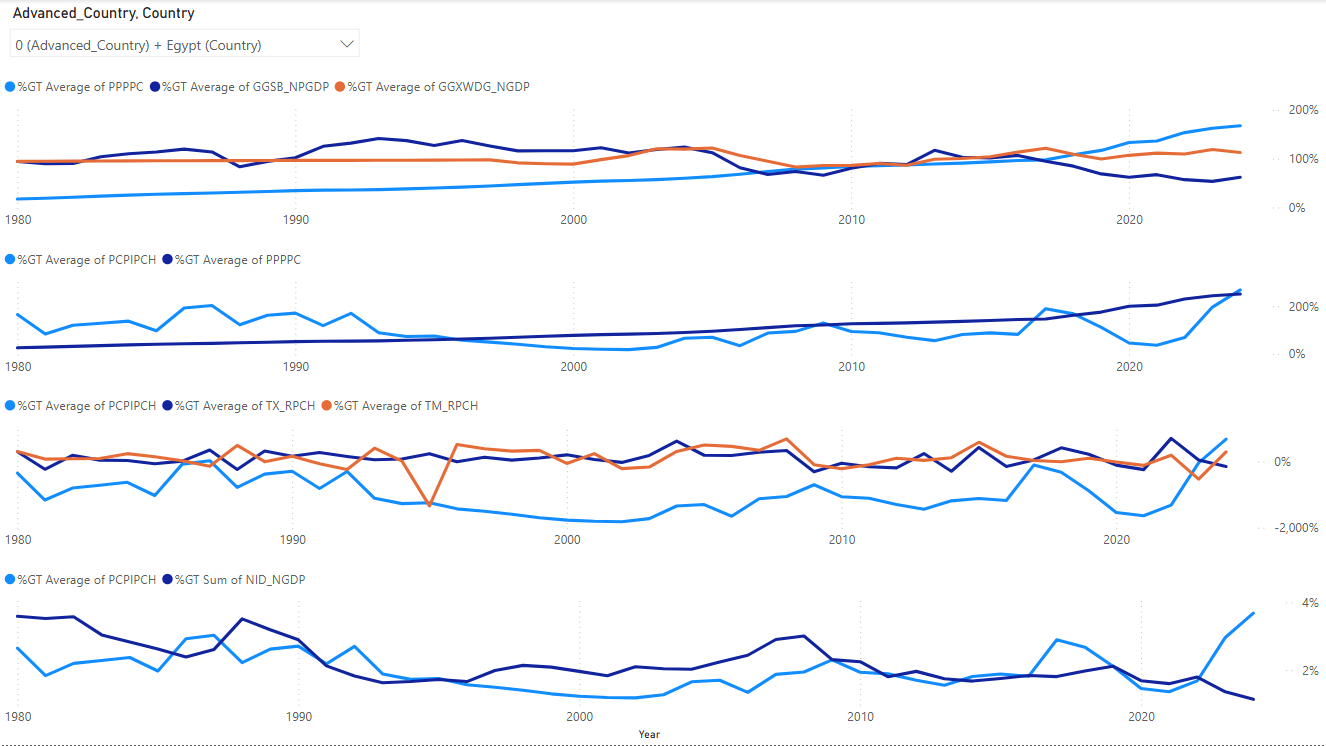 Advanced_Country, Country
0 (Advanced_Country) + Egypt (Country)
%GT Average of PPPPC %GT Average of GGSB_NPGDP %GT Average of GGXWDG_NGDP
200%
100%
0%
1980 1990 2000 2010 2020
%GT Average of PCPIPCH %GT Average of PPPPC
200%
0%
1980 1990 2000 2010 2020
%GT Average of PCPIPCH %GT Average of TX_RPCH %GT Average of TM_RPCH
0%
-2,000%
1980 1990 2000 2010 2020
%GT Average of PCPIPCH %GT Sum of NID_NGDP
4%
2%
1980 1990 2000 2010 2020
Year